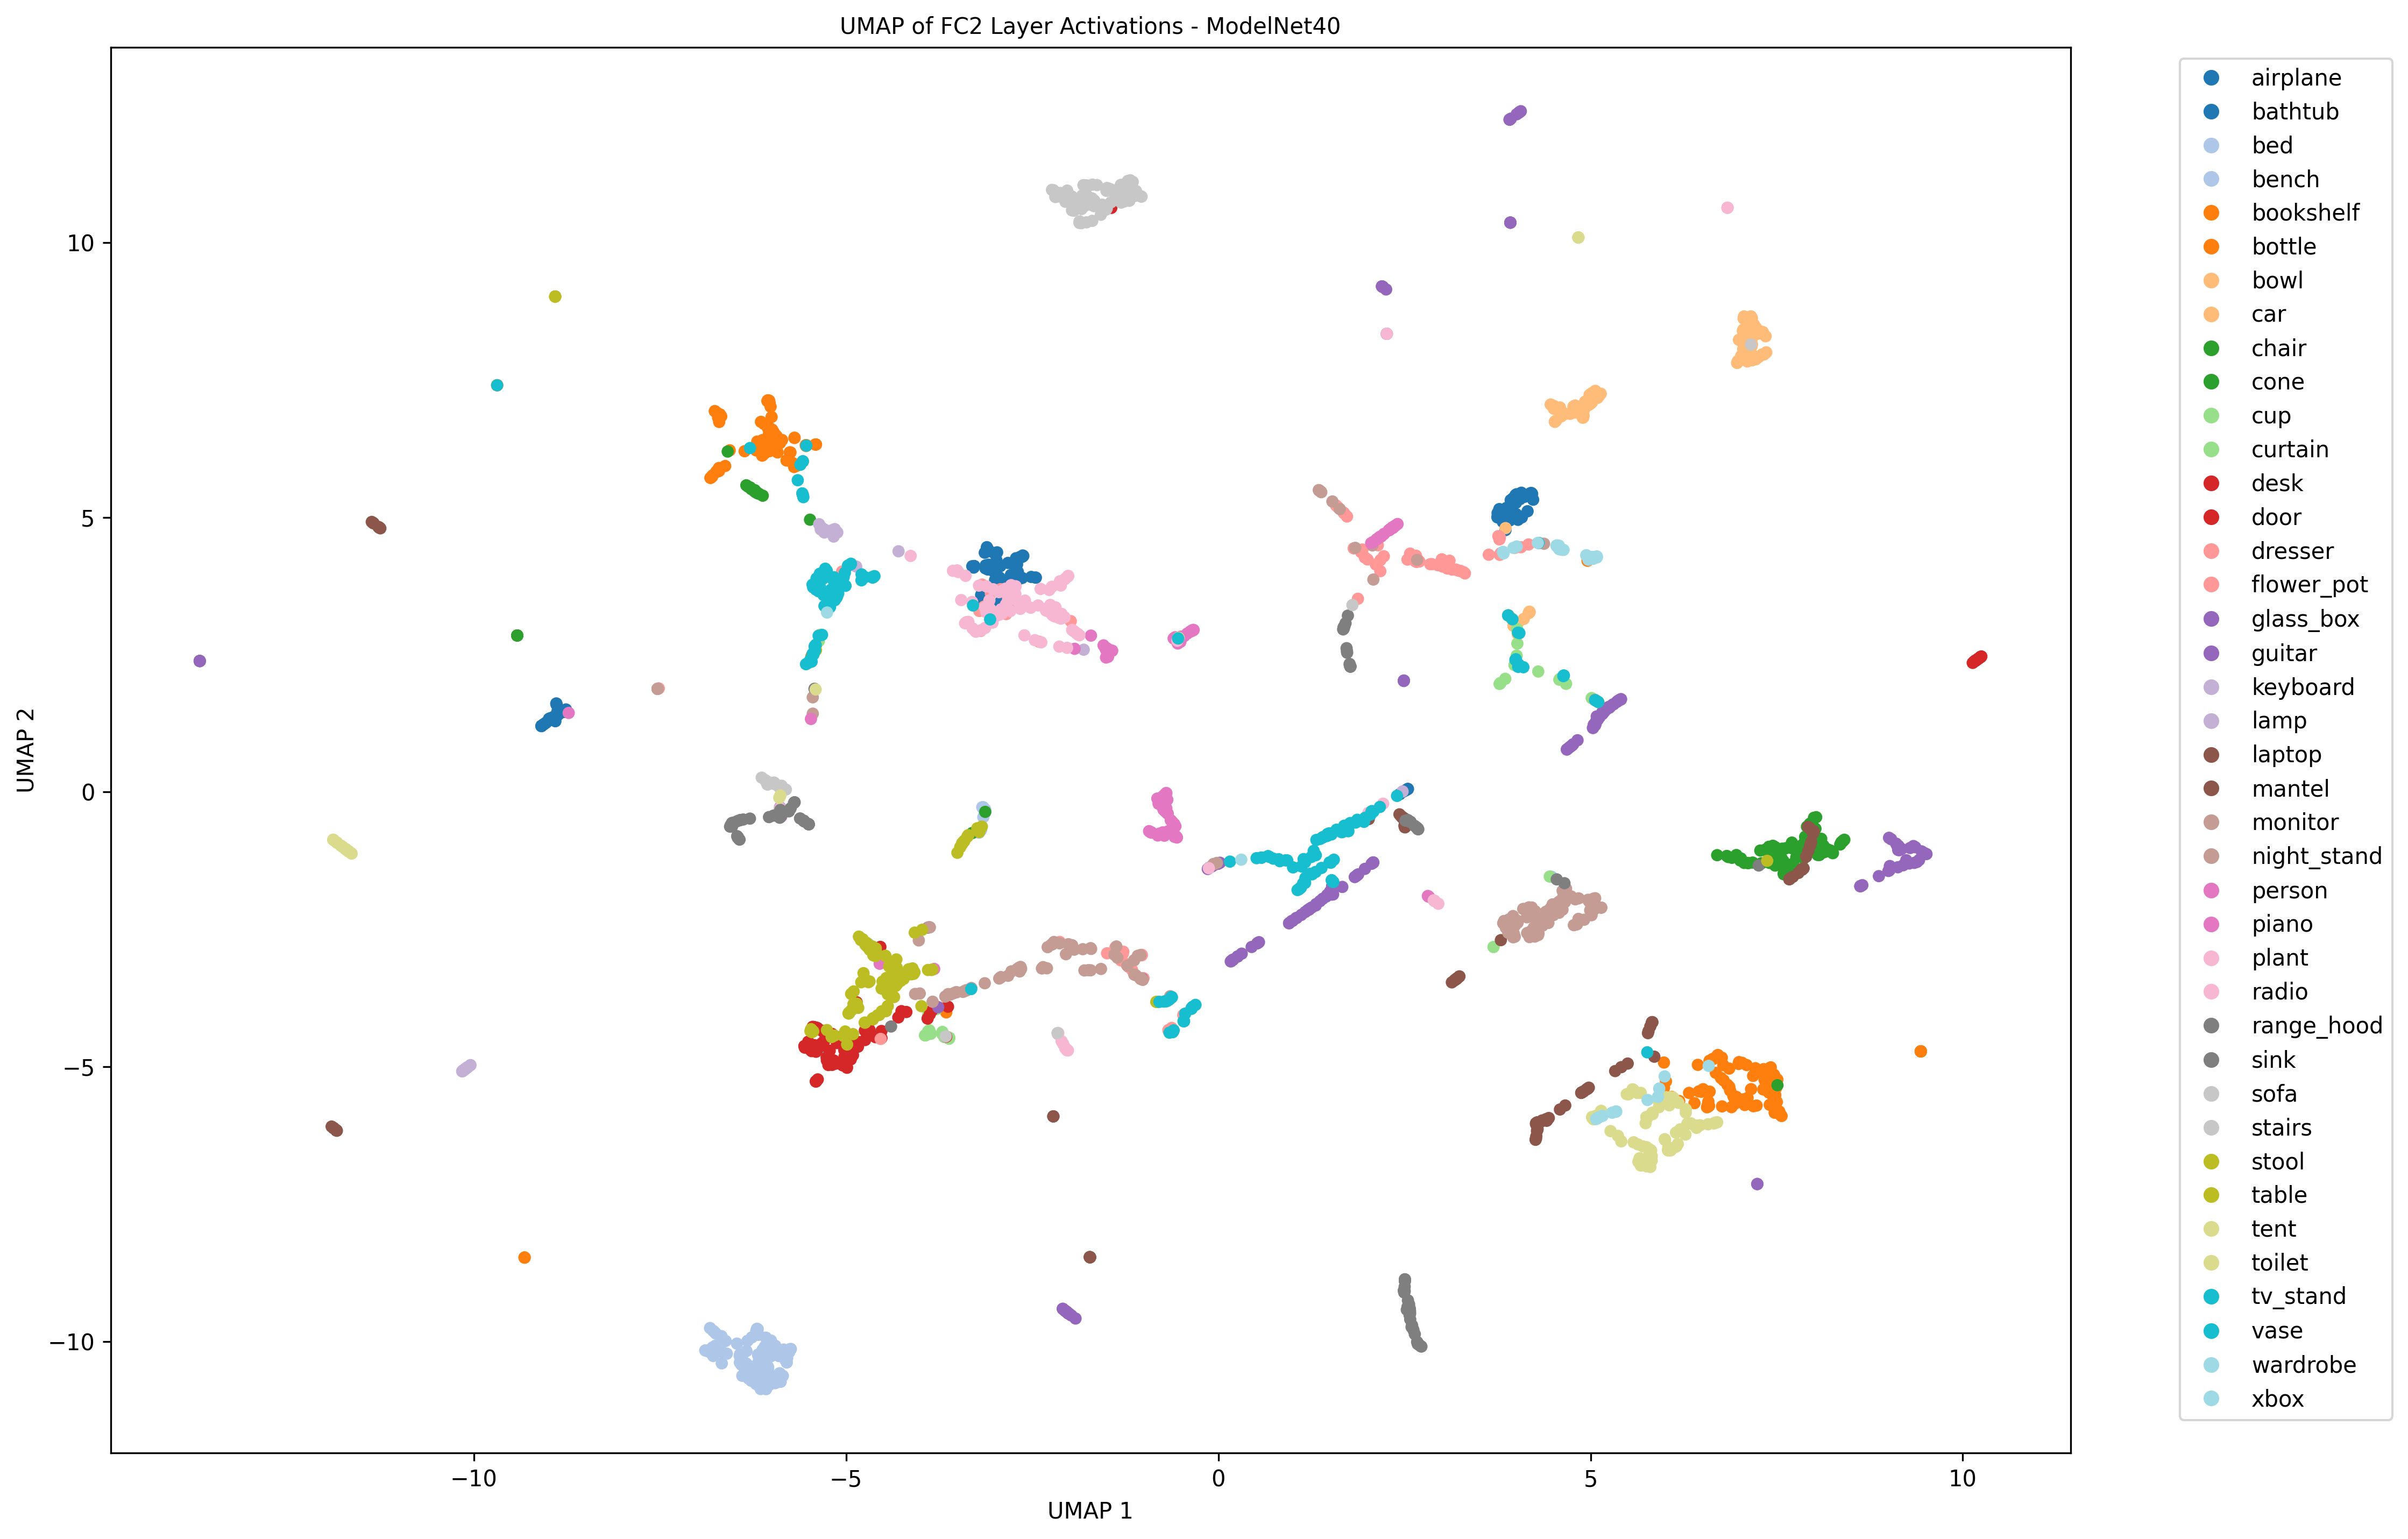 UMAP of FC2 Layer Activations - ModelNet40
UMAP 2
10
5
0
−5
−10
−10
−5
0
5
10
UMAP 1
airplane
bathtub
bed
bench
bookshelf
bottle
bowl
car
chair
cone
cup
curtain
desk
door
dresser
flower_pot
glass_box
guitar
keyboard
lamp
laptop
mantel
monitor
night_stand
person
piano
plant
radio
range_hood
sink
sofa
stairs
stool
table
tent
toilet
tv_stand
vase
wardrobe
xbox